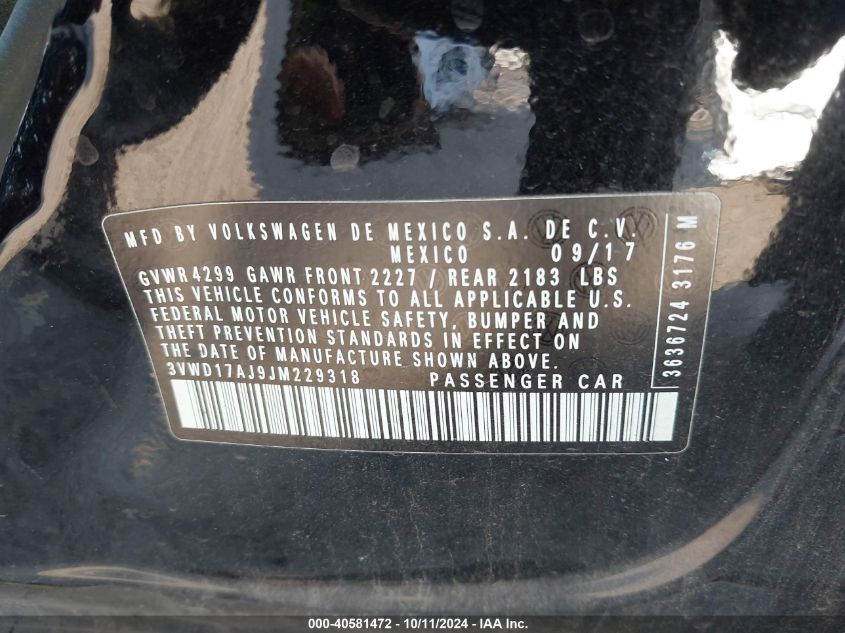 MFD BY VOLKSWAGEN DE MEXICO S.A. DE C.V.
MEXICO 09/17
GVWR 4299 GAWR FRONT 2227 / REAR 2183 LBS
THIS VEHICLE CONFORMS TO ALL APPLICABLE U.S.
FEDERAL MOTOR VEHICLE SAFETY, BUMPER AND
THEFT PREVENTION STANDARDS IN EFFECT ON
THE DATE OF MANUFACTURE SHOWN ABOVE.
3VWD17AJ9JM229318 PASSENGER CAR
3636724 3176 M
000-40581472 - 10/11/2024 - IAA Inc.